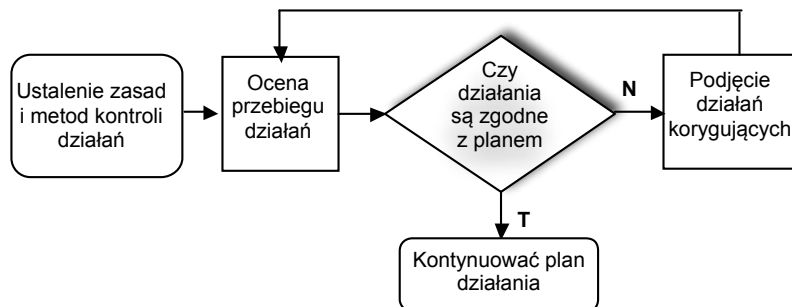 Ustalenie zasad
i metod kontroli
działań
Ocena
przebiegu
działań
Czy
działania
są zgodne
z planem
N
Podjęcie
działań
korygujących
T
Kontynuować plan
działania